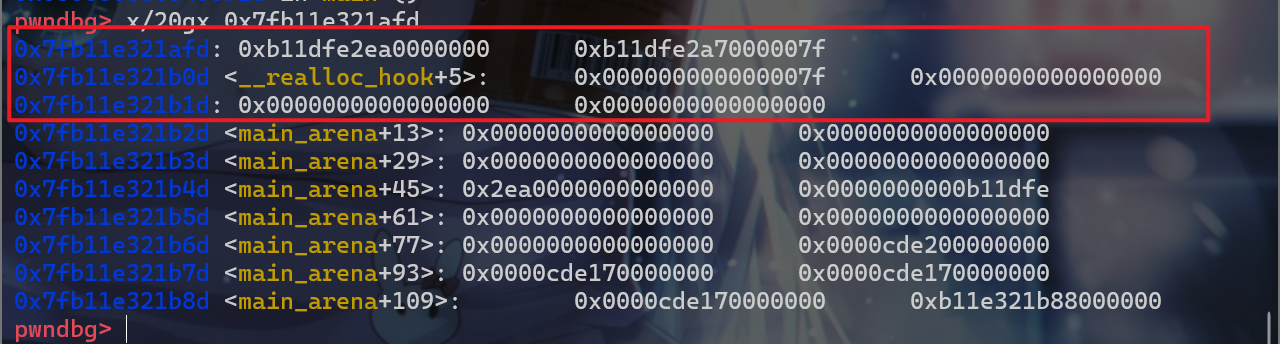 in main ()
pwndbg> x/20gx 0x7fb11e321afd
0x7fb11e321afd: 0xb11dfe2ea0000000 0xb11dfe2a7000007f
0x7fb11e321b0d <__realloc_hook+5>: 0x000000000000007f 0x0000000000000000
0x7fb11e321b1d: 0x0000000000000000 0x0000000000000000
0x7fb11e321b2d <main_arena+13>: 0x0000000000000000 0x0000000000000000
0x7fb11e321b3d <main_arena+29>: 0x0000000000000000 0x0000000000000000
0x7fb11e321b4d <main_arena+45>: 0x2ea0000000000000 0x0000000000b11dfe
0x7fb11e321b5d <main_arena+61>: 0x0000000000000000 0x0000000000000000
0x7fb11e321b6d <main_arena+77>: 0x0000000000000000 0x0000cde200000000
0x7fb11e321b7d <main_arena+93>: 0x0000cde170000000 0x0000cde170000000
0x7fb11e321b8d <main_arena+109>: 0x0000cde170000000 0xb11e321b88000000
pwndbg>